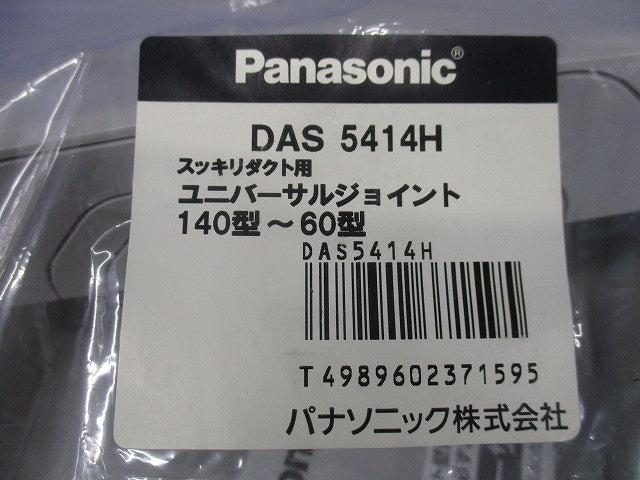 Panasonic®
DAS 5414H
スッキリダクト用
ユニバーサルジョイント
140型～60型
DAS5414H
T4989602371595
パナソニック株式会社